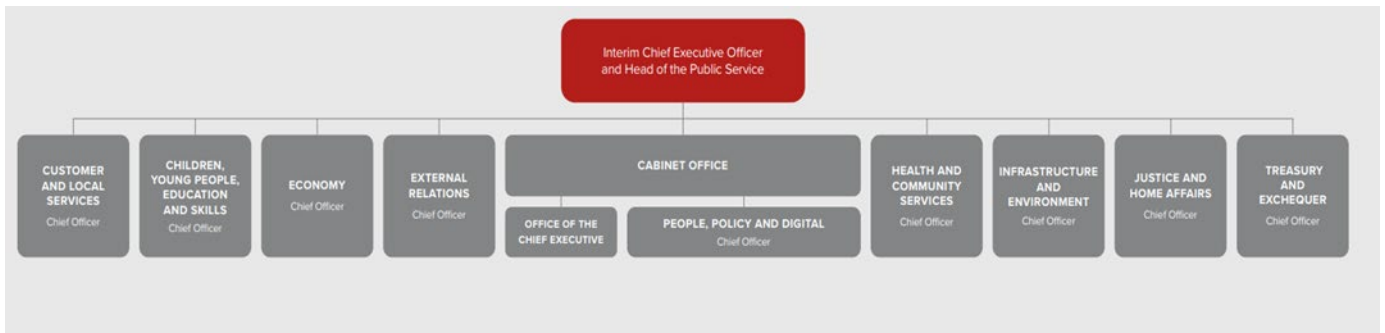 Interim Chief Executive Officer
and Head of the Public Service
CUSTOMER
AND LOCAL
SERVICES
Chief Officer
CHILDREN,
YOUNG PEOPLE,
EDUCATION
AND SKILLS
Chief Officer
ECONOMY
Chief Officer
EXTERNAL
RELATIONS
Chief Officer
CABINET OFFICE
OFFICE OF THE
CHIEF EXECUTIVE
PEOPLE, POLICY AND DIGITAL
Chief Officer
HEALTH AND
COMMUNITY
SERVICES
Chief Officer
INFRASTRUCTURE
AND
ENVIRONMENT
Chief Officer
JUSTICE AND
HOME AFFAIRS
Chief Officer
TREASURY
AND
EXCHEQUER
Chief Officer